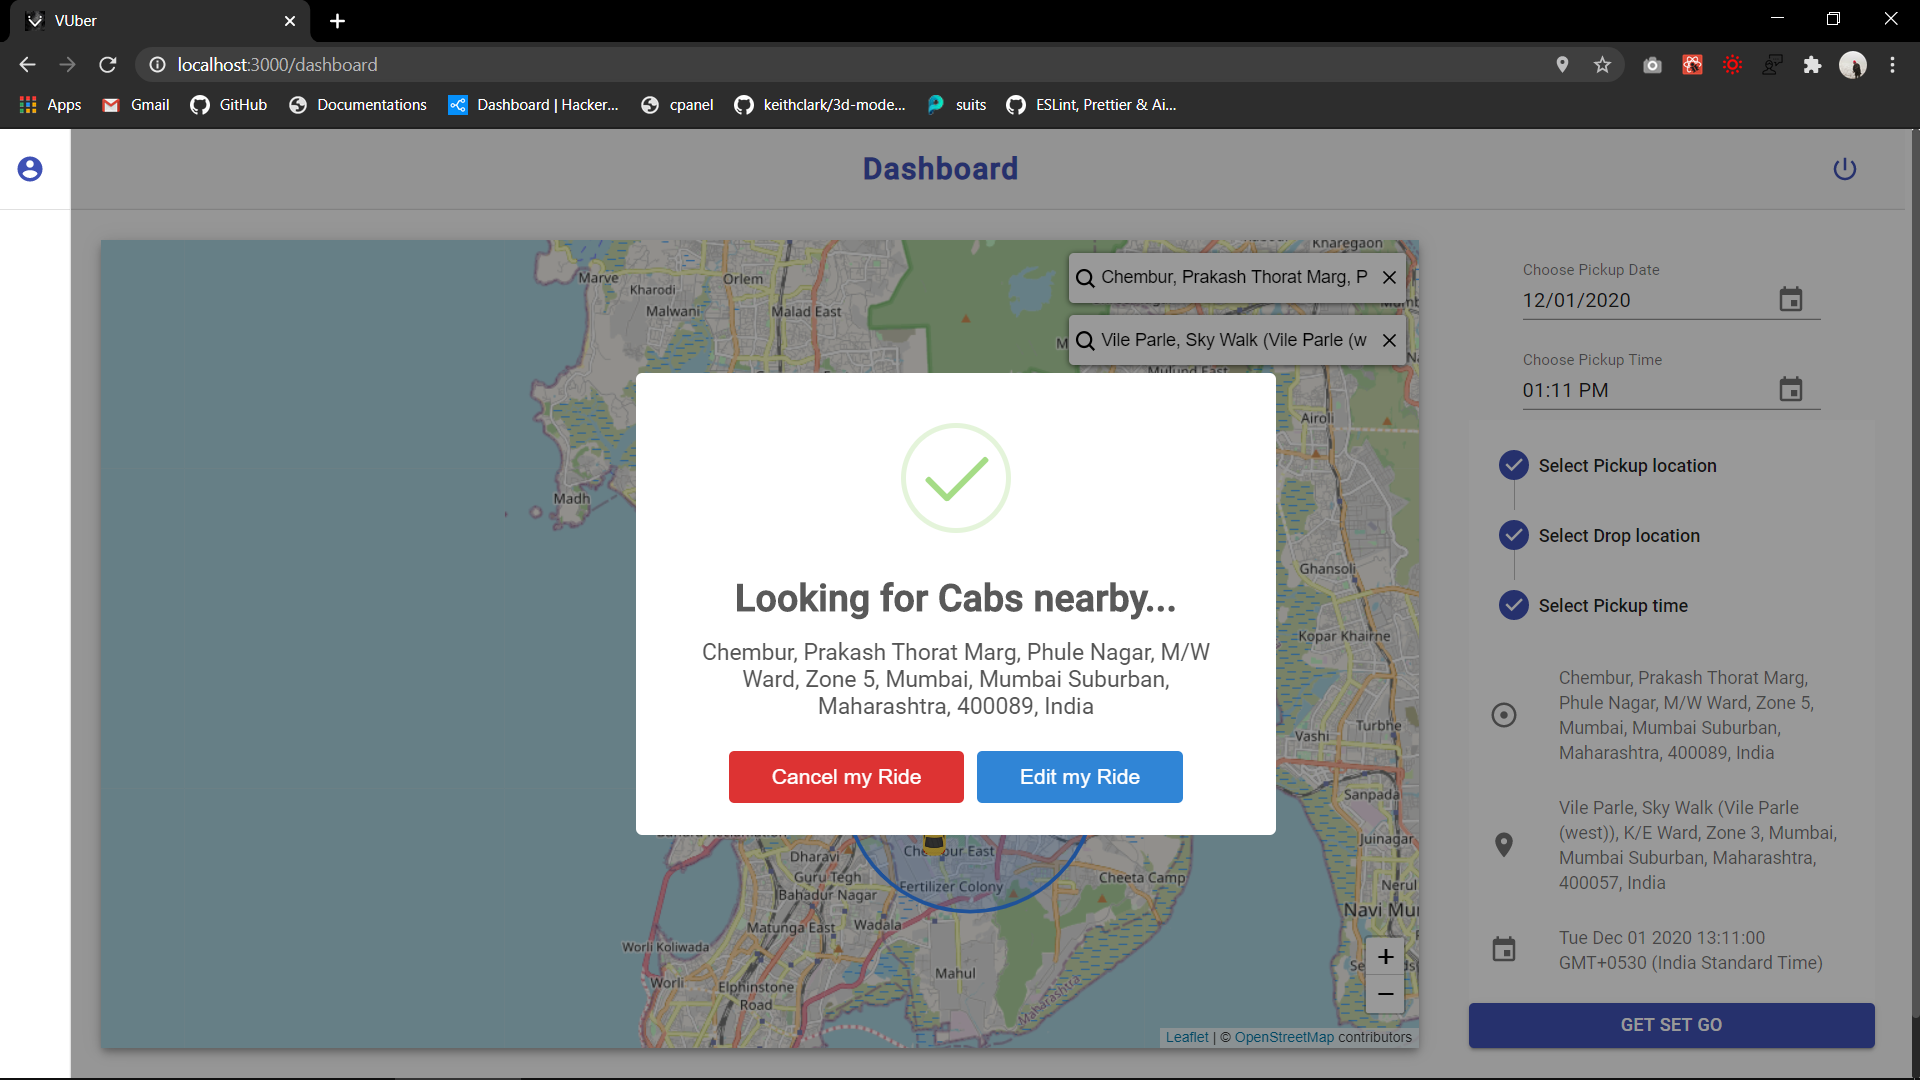 VUber
localhost:3000/dashboard
Apps
Gmail
GitHub
Documentations
Dashboard | Hacker...
cpanel
keithclark/3d-mode...
suits
ESLint, Prettier & Ai...
Dashboard
Kharegaon
Marve
Kharodi
Orlem
Malwani
Malad East
Chembur, Prakash Thorat Marg, P
Vile Parle, Sky Walk (Vile Parle (w
Mulund East
Airoli
Madh
Ghansoli
Kopar Khairne
Turbhe
Vashi
Sanpada
Juinagar
Nerul
Dharavi
Guru Tegh
Bahadur Nagar
Fertilizer Colony
Cheeta Camp
Matunga East
Wadala
Worli Koliwada
Worli
Elphinstone
Road
Mahul
Maharashtra
+
−
Leaflet | © OpenStreetMap contributors
Looking for Cabs nearby...
Chembur, Prakash Thorat Marg, Phule Nagar, M/W
Ward, Zone 5, Mumbai, Mumbai Suburban,
Maharashtra, 400089, India
Cancel my Ride
Edit my Ride
Choose Pickup Date
12/01/2020
Choose Pickup Time
01:11 PM
Select Pickup location
Select Drop location
Select Pickup time
Chembur, Prakash Thorat Marg,
Phule Nagar, M/W Ward, Zone 5,
Mumbai, Mumbai Suburban,
Maharashtra, 400089, India
Vile Parle, Sky Walk (Vile Parle
(west)), K/E Ward, Zone 3, Mumbai,
Mumbai Suburban, Maharashtra,
400057, India
Tue Dec 01 2020 13:11:00
GMT+0530 (India Standard Time)
GET SET GO